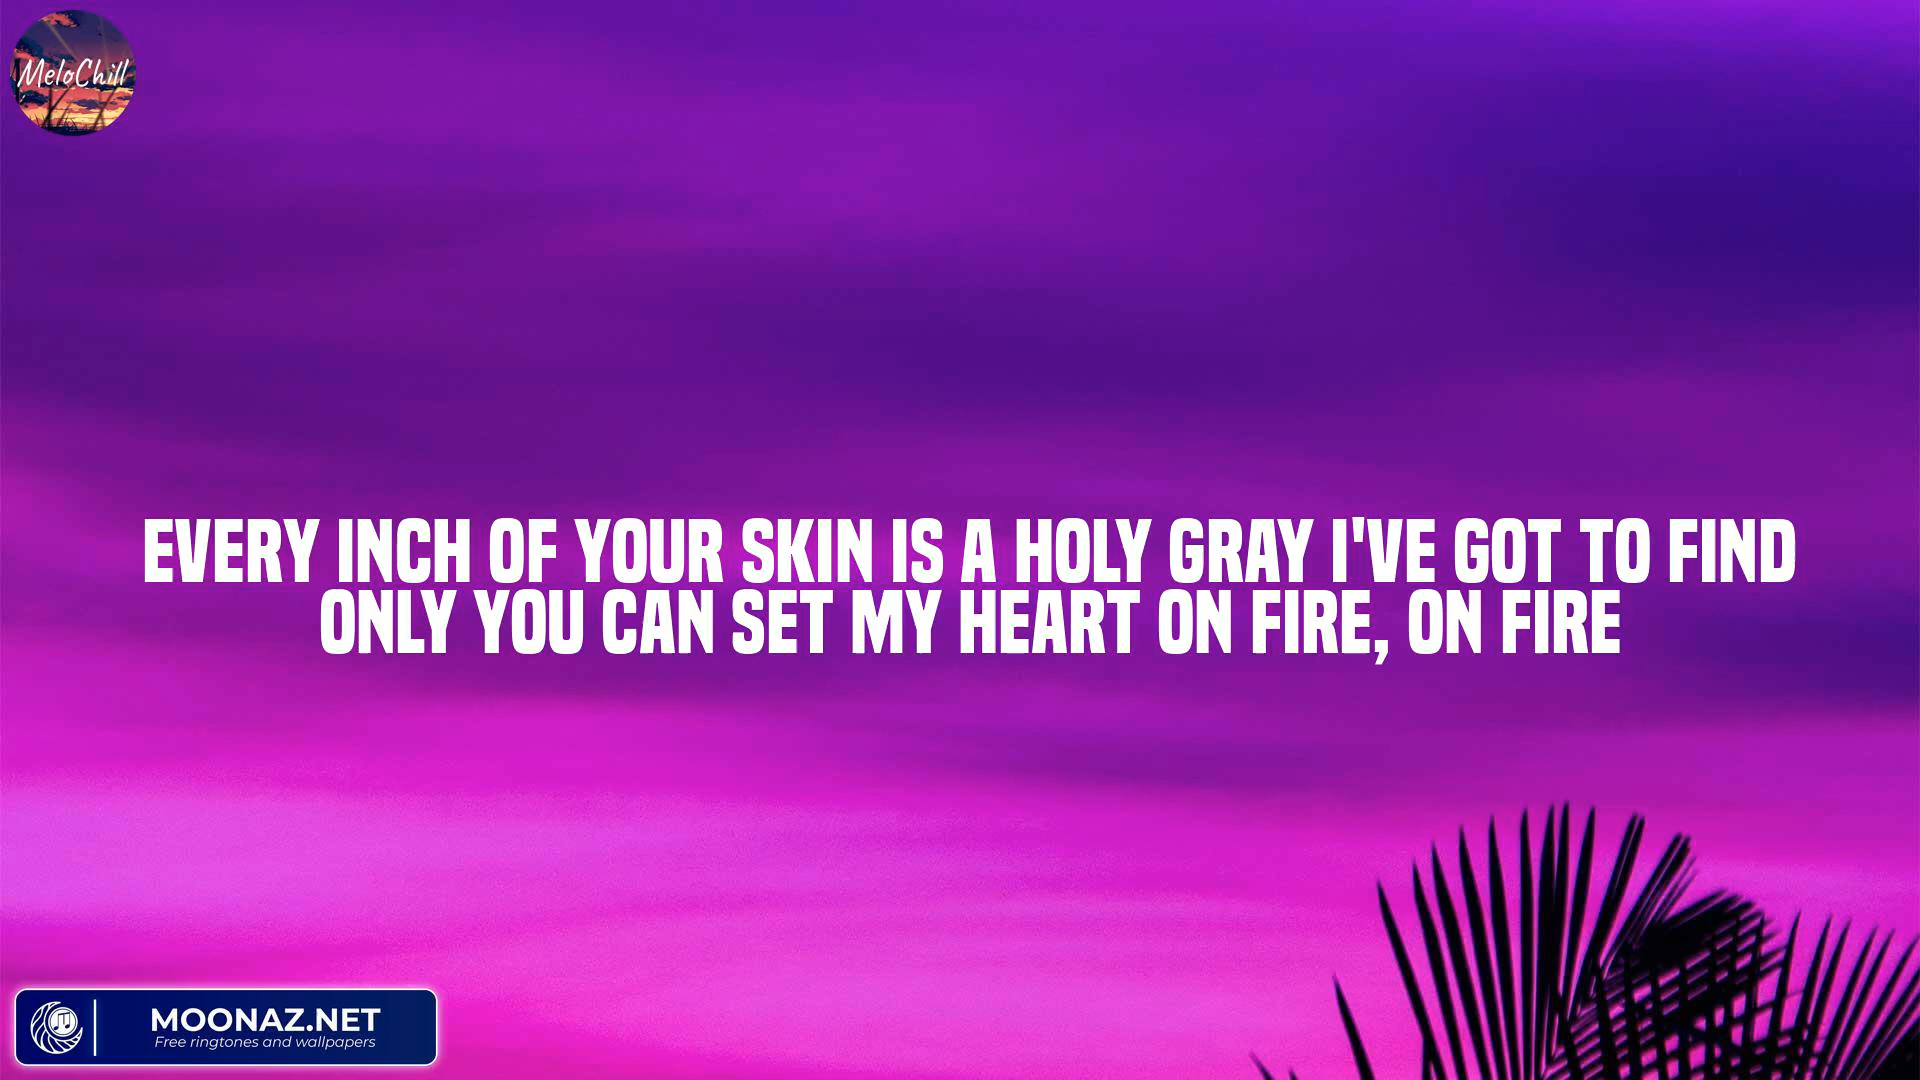 MeloChill
EVERY INCH OF YOUR SKIN IS A HOLY GRAY I'VE GOT TO FIND
ONLY YOU CAN SET MY HEART ON FIRE, ON FIRE
MOONAZ.NET
Free ringtones and wallpapers